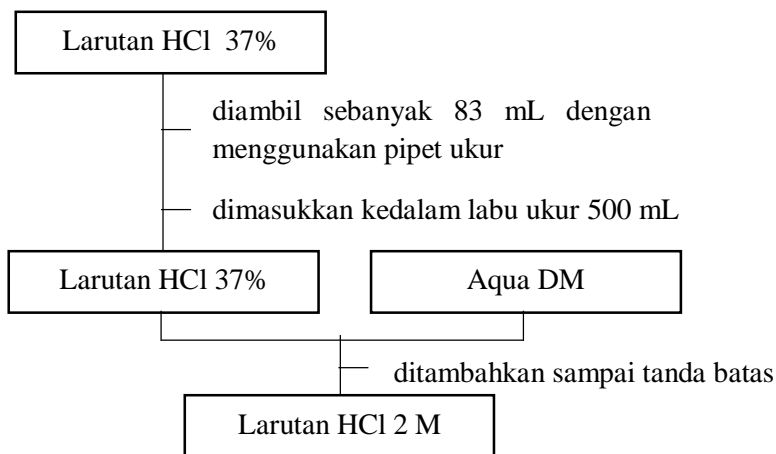 Larutan HCl 37%
diambil sebanyak 83 mL dengan
menggunakan pipet ukur
dimasukkan kedalam labu ukur 500 mL
Larutan HCl 37%
Aqua DM
ditambahkan sampai tanda batas
Larutan HCl 2 M